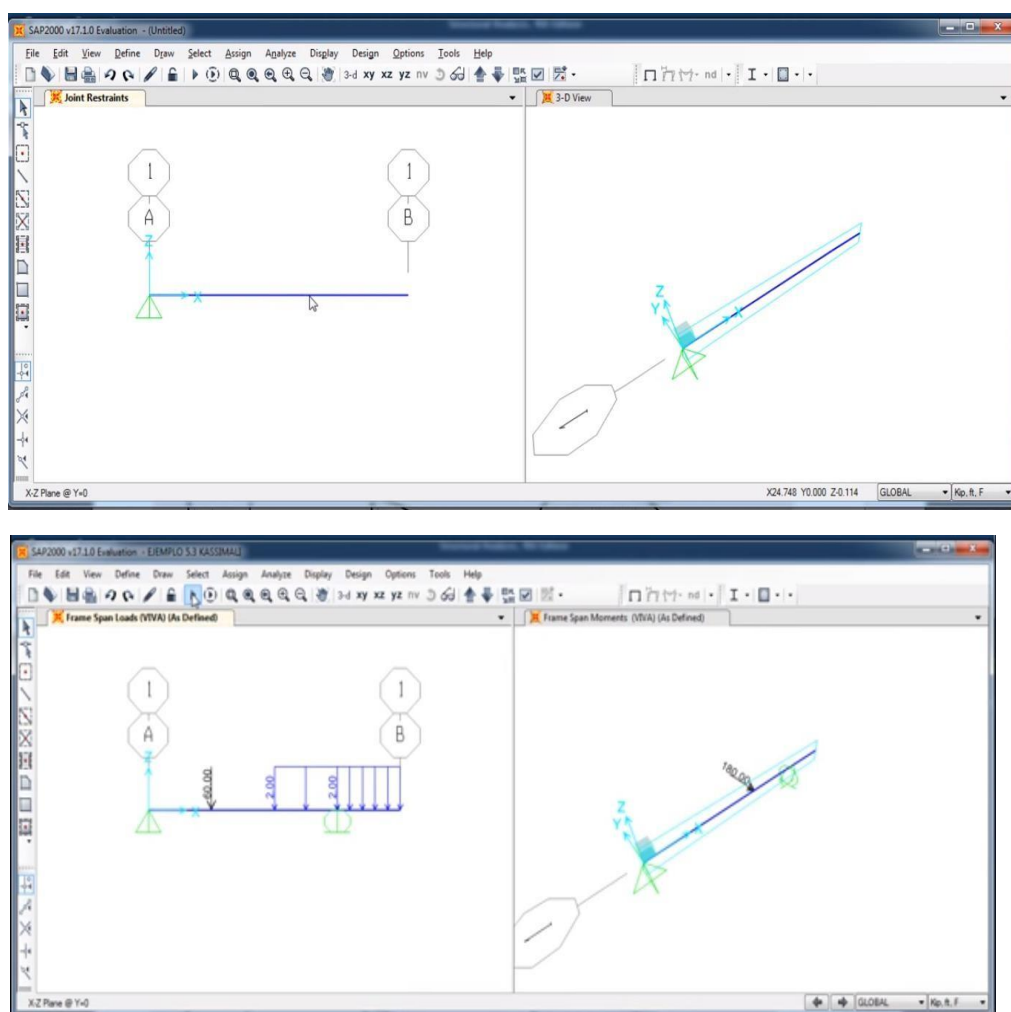 SAP2000 v17.1.0 Evaluation - (Untitled)
File Edit View Define Draw Select Assign Analyze Display Design Options Tools Help
3-d xy xz yz nv nd
Joint Restraints
3-D View
1 1
A B
Z
X
Z
Y
X
X-Z Plane @ Y=0
X24.748 Y0.000 Z-0.114 GLOBAL Kip, ft, F
SAP2000 v17.1.0 Evaluation - EJEMPLO 5.3 KASSIMALI
File Edit View Define Draw Select Assign Analyze Display Design Options Tools Help
3-d xy xz yz nv nd
Frame Span Loads (VIVA) (As Defined)
Frame Span Moments (VIVA) (As Defined)
1 1
A B
Z
60.00 2.00 2.00
X
180.00
Z
Y
X
X-Z Plane @ Y=0
GLOBAL Kip, ft, F